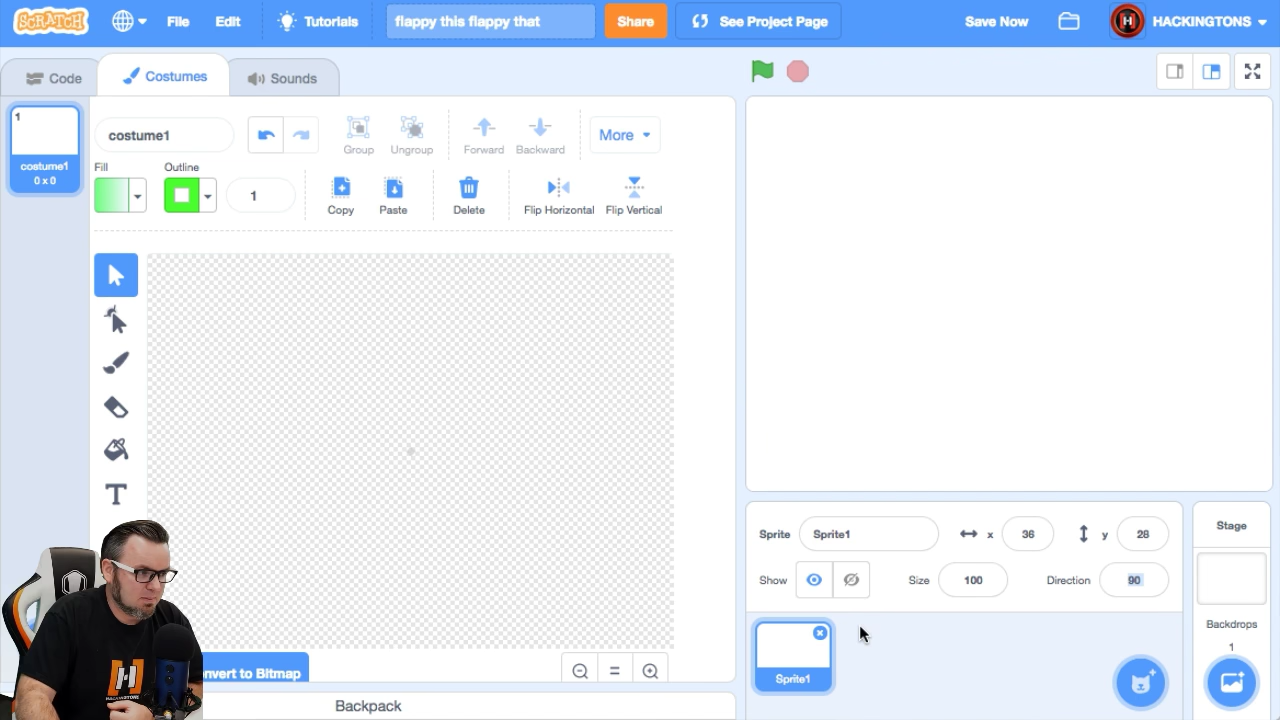 SCRATCH File Edit Tutorials flappy this flappy that Share See Project Page Save Now HACKINGTONS
Code Costumes Sounds
1
costume1
0 x 0
costume1 Group Ungroup Forward Backward More
Fill Outline
1 Copy Paste Delete Flip Horizontal Flip Vertical
T
nvert to Bitmap
Backpack
Sprite Sprite1 x 36 y 28
Show Size 100 Direction 90
Sprite1
Stage
Backdrops
1
H
HACKINGTONS